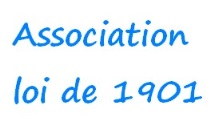 Association
loi de 1901